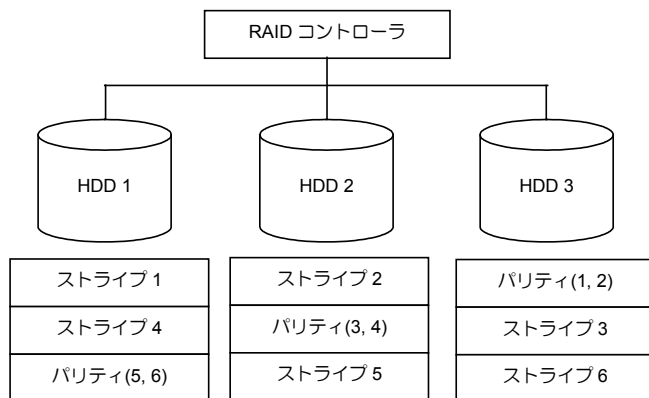 RAID コントローラ
HDD 1
HDD 2
HDD 3
ストライプ 1
ストライプ 2
パリティ(1, 2)
ストライプ 4
パリティ(3, 4)
ストライプ 3
パリティ(5, 6)
ストライプ 5
ストライプ 6